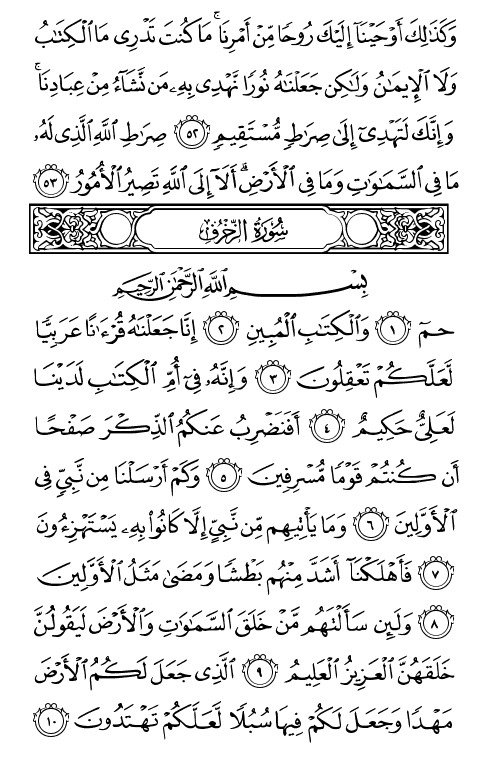 وَكَذَٰلِكَ أَوْحَيْنَآ إِلَيْكَ رُوحًا مِّنْ أَمْرِنَا ۚ مَا كُنتَ تَدْرِى مَا ٱلْكِتَٰبُ
وَلَا ٱلْإِيمَٰنُ وَلَٰكِن جَعَلْنَٰهُ نُورًا نَّهْدِى بِهِۦ مَن نَّشَآءُ مِنْ عِبَادِنَا ۚ
وَإِنَّكَ لَتَهْدِىٓ إِلَىٰ صِرَٰطٍ مُّسْتَقِيمٍ ٥٢ صِرَٰطِ ٱللَّهِ ٱلَّذِى لَهُۥ
مَا فِى ٱلسَّمَٰوَٰتِ وَمَا فِى ٱلْأَرْضِ ۗ أَلَآ إِلَى ٱللَّهِ تَصِيرُ ٱلْأُمُورُ ٥٣
سُورَةُ الزُّخْرُفِ
بِسْمِ ٱللَّهِ ٱلرَّحْمَٰنِ ٱلرَّحِيمِ
حمٓ ١ وَٱلْكِتَٰبِ ٱلْمُبِينِ ٢ إِنَّا جَعَلْنَٰهُ قُرْءَٰنًا عَرَبِيًّا
لَّعَلَّكُمْ تَعْقِلُونَ ٣ وَإِنَّهُۥ فِىٓ أُمِّ ٱلْكِتَٰبِ لَدَيْنَا
لَعَلِىٌّ حَكِيمٌ ٤ أَفَنَضْرِبُ عَنكُمُ ٱلذِّكْرَ صَفْحًا
أَن كُنتُمْ قَوْمًا مُّسْرِفِينَ ٥ وَكَمْ أَرْسَلْنَا مِن نَّبِىٍّ فِى
ٱلْأَوَّلِينَ ٦ وَمَا يَأْتِيهِم مِّن نَّبِىٍّ إِلَّا كَانُوا۟ بِهِۦ يَسْتَهْزِءُونَ
٧ فَأَهْلَكْنَآ أَشَدَّ مِنْهُم بَطْشًا وَمَضَىٰ مَثَلُ ٱلْأَوَّلِينَ
٨ وَلَئِن سَأَلْتَهُم مَّنْ خَلَقَ ٱلسَّمَٰوَٰتِ وَٱلْأَرْضَ لَيَقُولُنَّ
خَلَقَهُنَّ ٱلْعَزِيزُ ٱلْعَلِيمُ ٩ ٱلَّذِى جَعَلَ لَكُمُ ٱلْأَرْضَ
مَهْدًا وَجَعَلَ لَكُمْ فِيهَا سُبُلًا لَّعَلَّكُمْ تَهْتَدُونَ ١٠